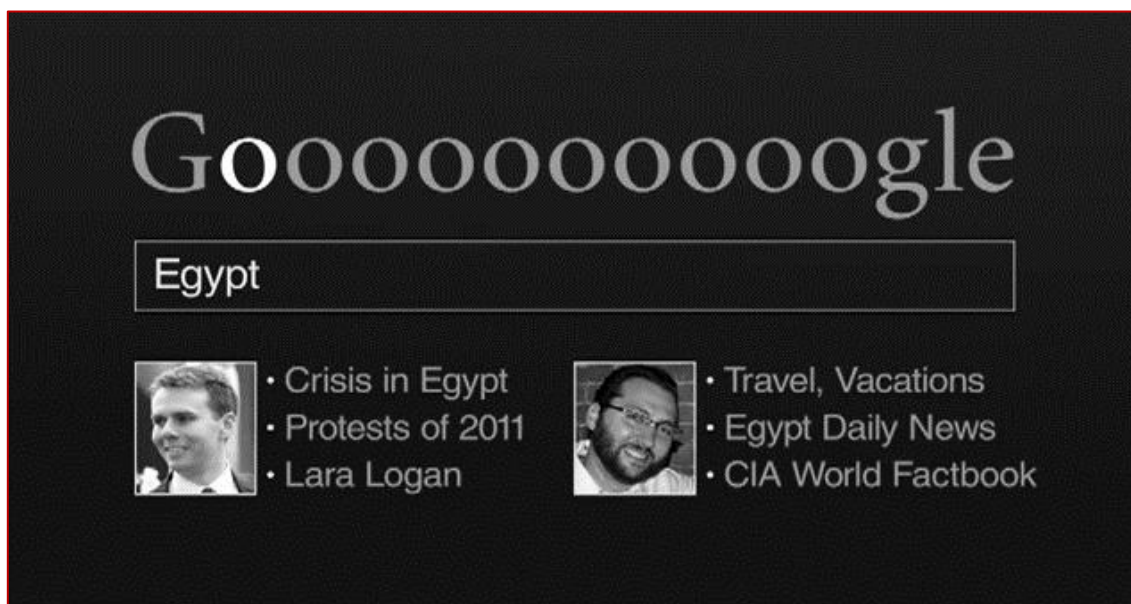 Goooooooooogle
Egypt
• Crisis in Egypt
• Protests of 2011
• Lara Logan
• Travel, Vacations
• Egypt Daily News
• CIA World Factbook